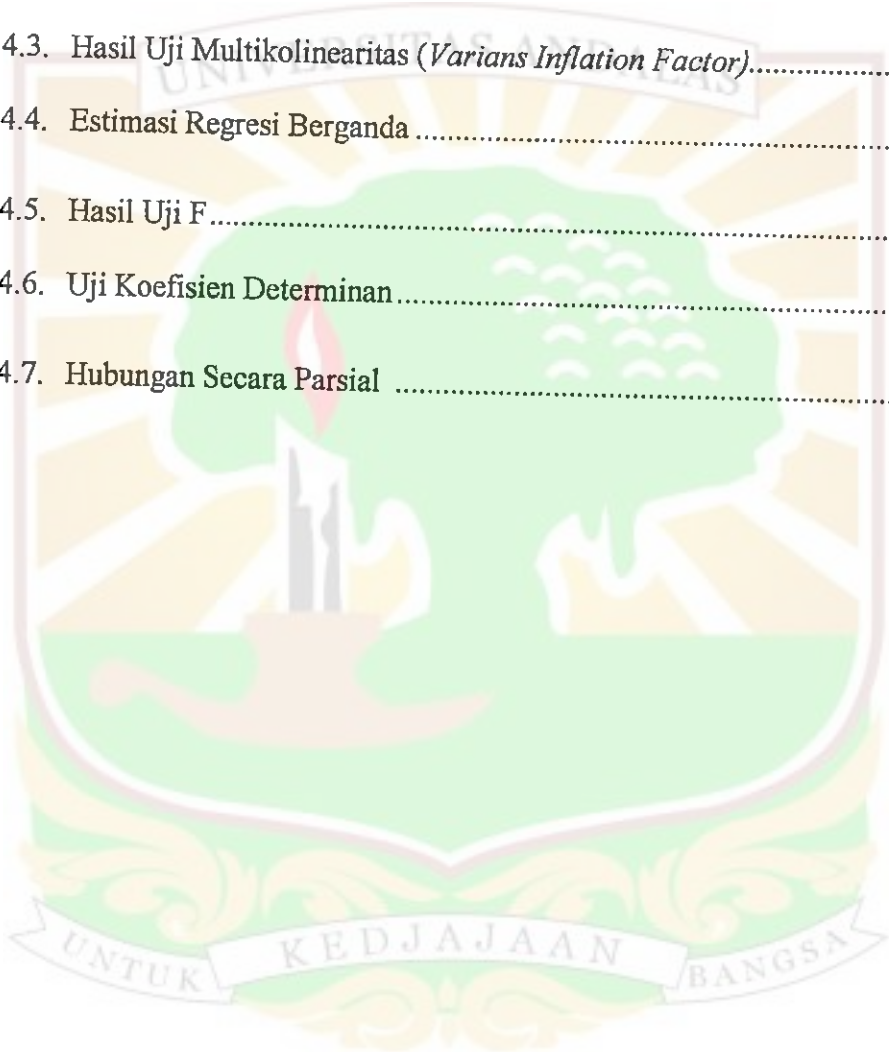 4.3. Hasil Uji Multikolinearitas (Varians Inflation Factor)..................
UNIVERSITAS ANDALAS
4.4. Estimasi Regresi Berganda............................................................
4.5. Hasil Uji F.......................................................................................
4.6. Uji Koefisien Determinan...............................................................
4.7. Hubungan Secara Parsial ...............................................................
UNTUK KEDJAJAAN BANGSA